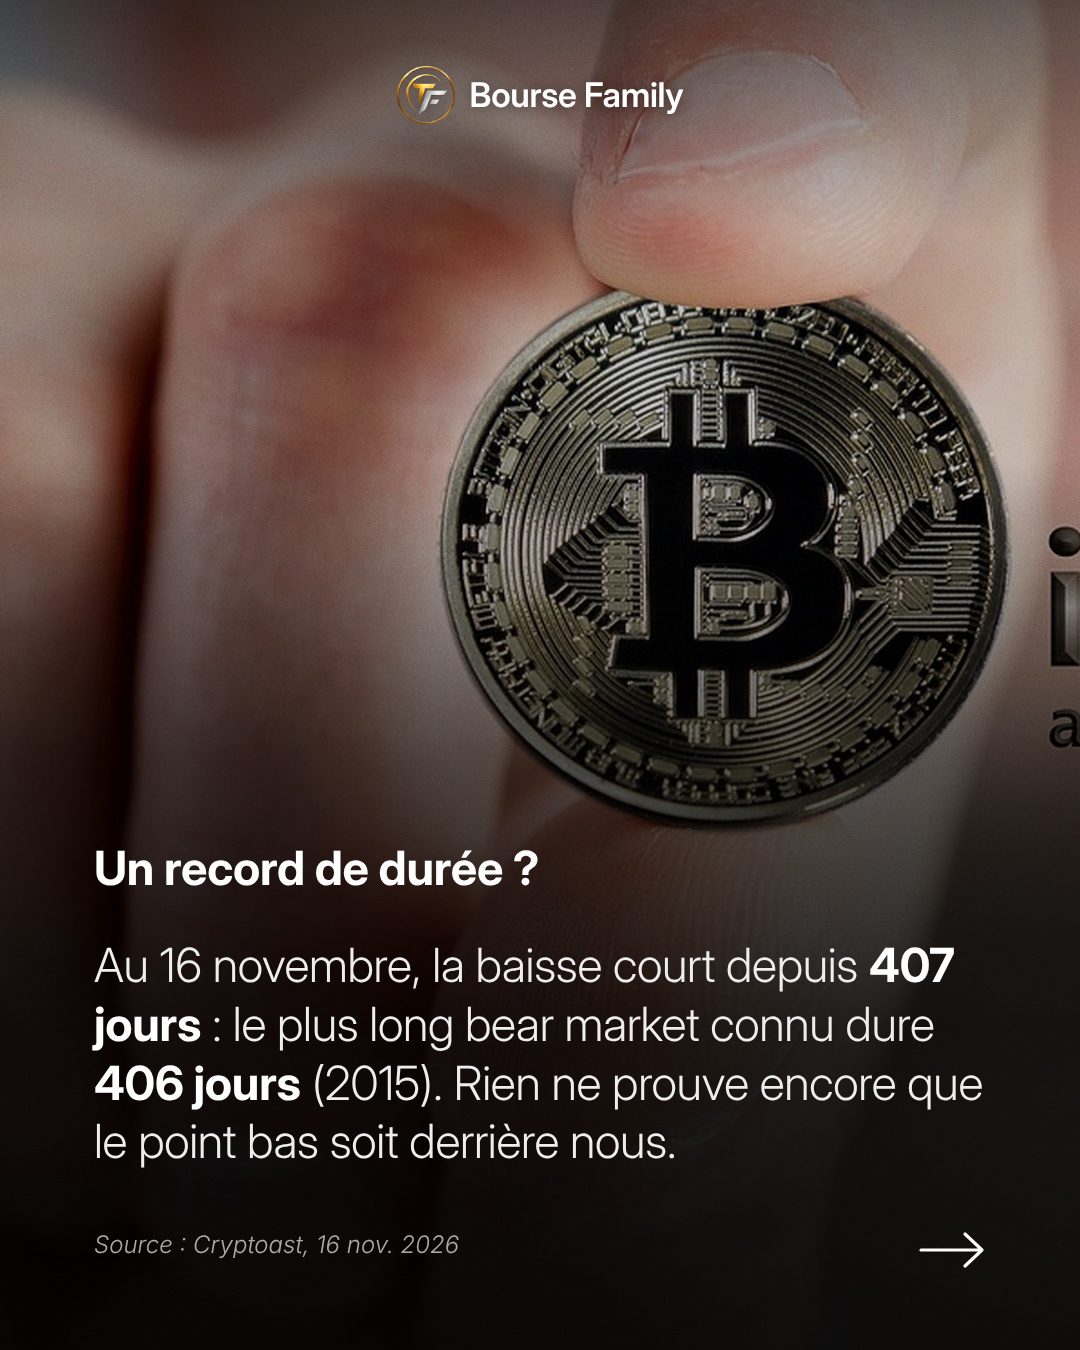 Bourse Family
Un record de durée ?
Au 16 novembre, la baisse court depuis 407
jours : le plus long bear market connu dure
406 jours (2015). Rien ne prouve encore que
le point bas soit derrière nous.
Source : Cryptoast, 16 nov. 2026